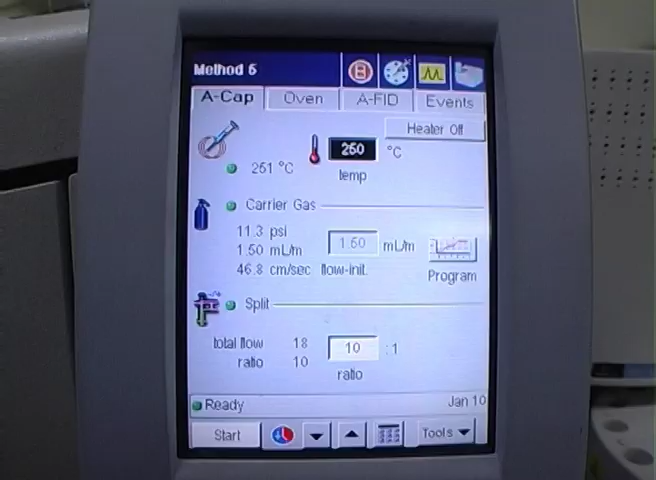 Method 5
A-Cap Oven A-FID Events
Heater Off
251 °C 250 °C
temp
Carrier Gas
11.3 psi
1.50 mL/m 1.50 mL/m
46.8 cm/sec flow-init. Program
Split
total flow 18 10 :1
ratio 10
ratio
Ready Jan 10
Start Tools